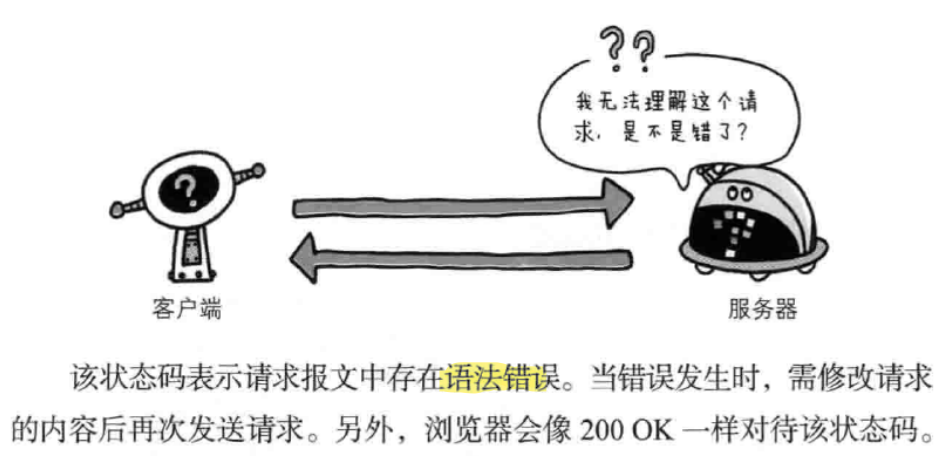 ??
我无法理解这个请
求，是不是错了？
?
客户端
服务器
该状态码表示请求报文中存在语法错误。当错误发生时，需修改请求
的内容后再次发送请求。另外，浏览器会像 200 OK 一样对待该状态码。